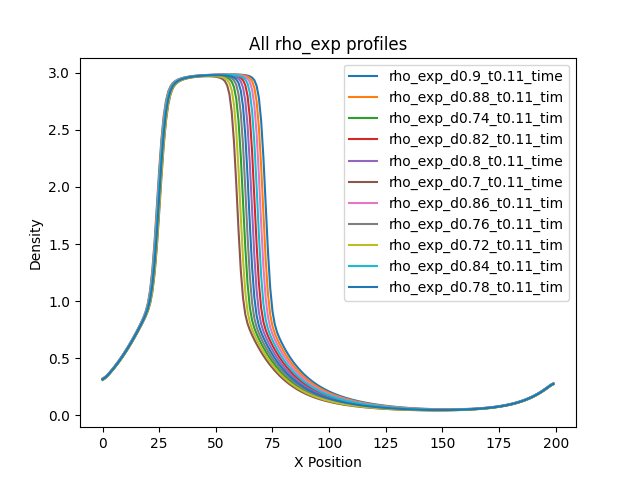 All rho_exp profiles
3.0
2.5
2.0
1.5
1.0
0.5
0.0
Density
rho_exp_d0.9_t0.11_time
rho_exp_d0.88_t0.11_tim
rho_exp_d0.74_t0.11_tim
rho_exp_d0.82_t0.11_tim
rho_exp_d0.8_t0.11_time
rho_exp_d0.7_t0.11_time
rho_exp_d0.86_t0.11_tim
rho_exp_d0.76_t0.11_tim
rho_exp_d0.72_t0.11_tim
rho_exp_d0.84_t0.11_tim
rho_exp_d0.78_t0.11_tim
0 25 50 75 100 125 150 175 200
X Position